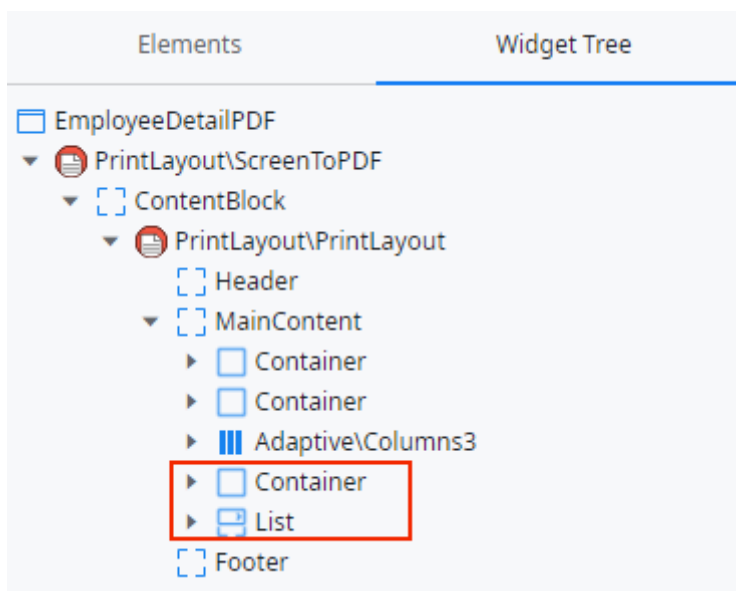 Elements Widget Tree
EmployeeDetailPDF
PrintLayout\ScreenToPDF
ContentBlock
PrintLayout\PrintLayout
Header
MainContent
Container
Container
Adaptive\Columns3
Container
List
Footer